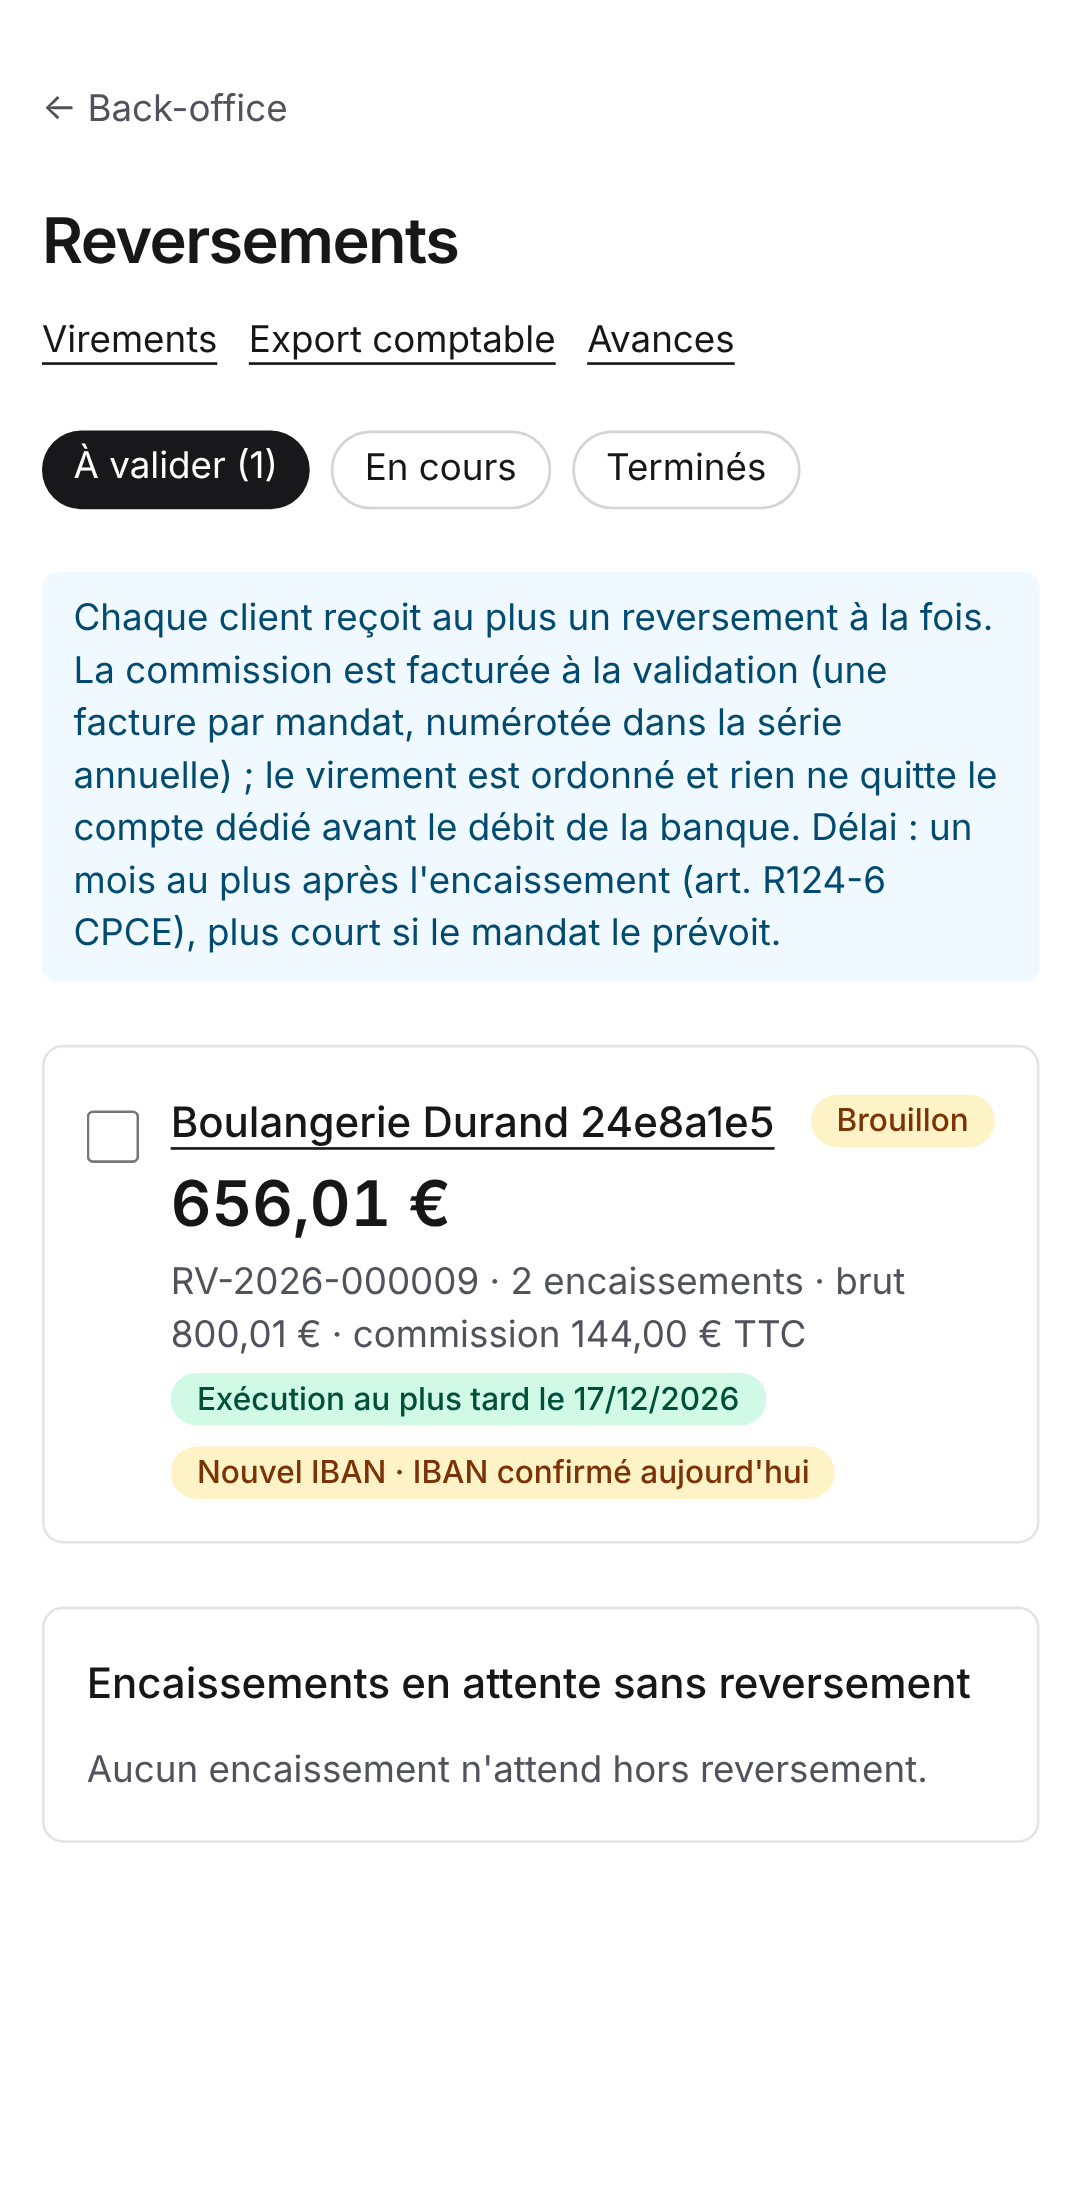 ← Back-office
Reversements
Virements Export comptable Avances
À valider (1) En cours Terminés
Chaque client reçoit au plus un reversement à la fois.
La commission est facturée à la validation (une
facture par mandat, numérotée dans la série
annuelle) ; le virement est ordonné et rien ne quitte le
compte dédié avant le débit de la banque. Délai : un
mois au plus après l'encaissement (art. R124-6
CPCE), plus court si le mandat le prévoit.
Boulangerie Durand 24e8a1e5 Brouillon
656,01 €
RV-2026-000009 · 2 encaissements · brut
800,01 € · commission 144,00 € TTC
Exécution au plus tard le 17/12/2026
Nouvel IBAN · IBAN confirmé aujourd'hui
Encaissements en attente sans reversement
Aucun encaissement n'attend hors reversement.